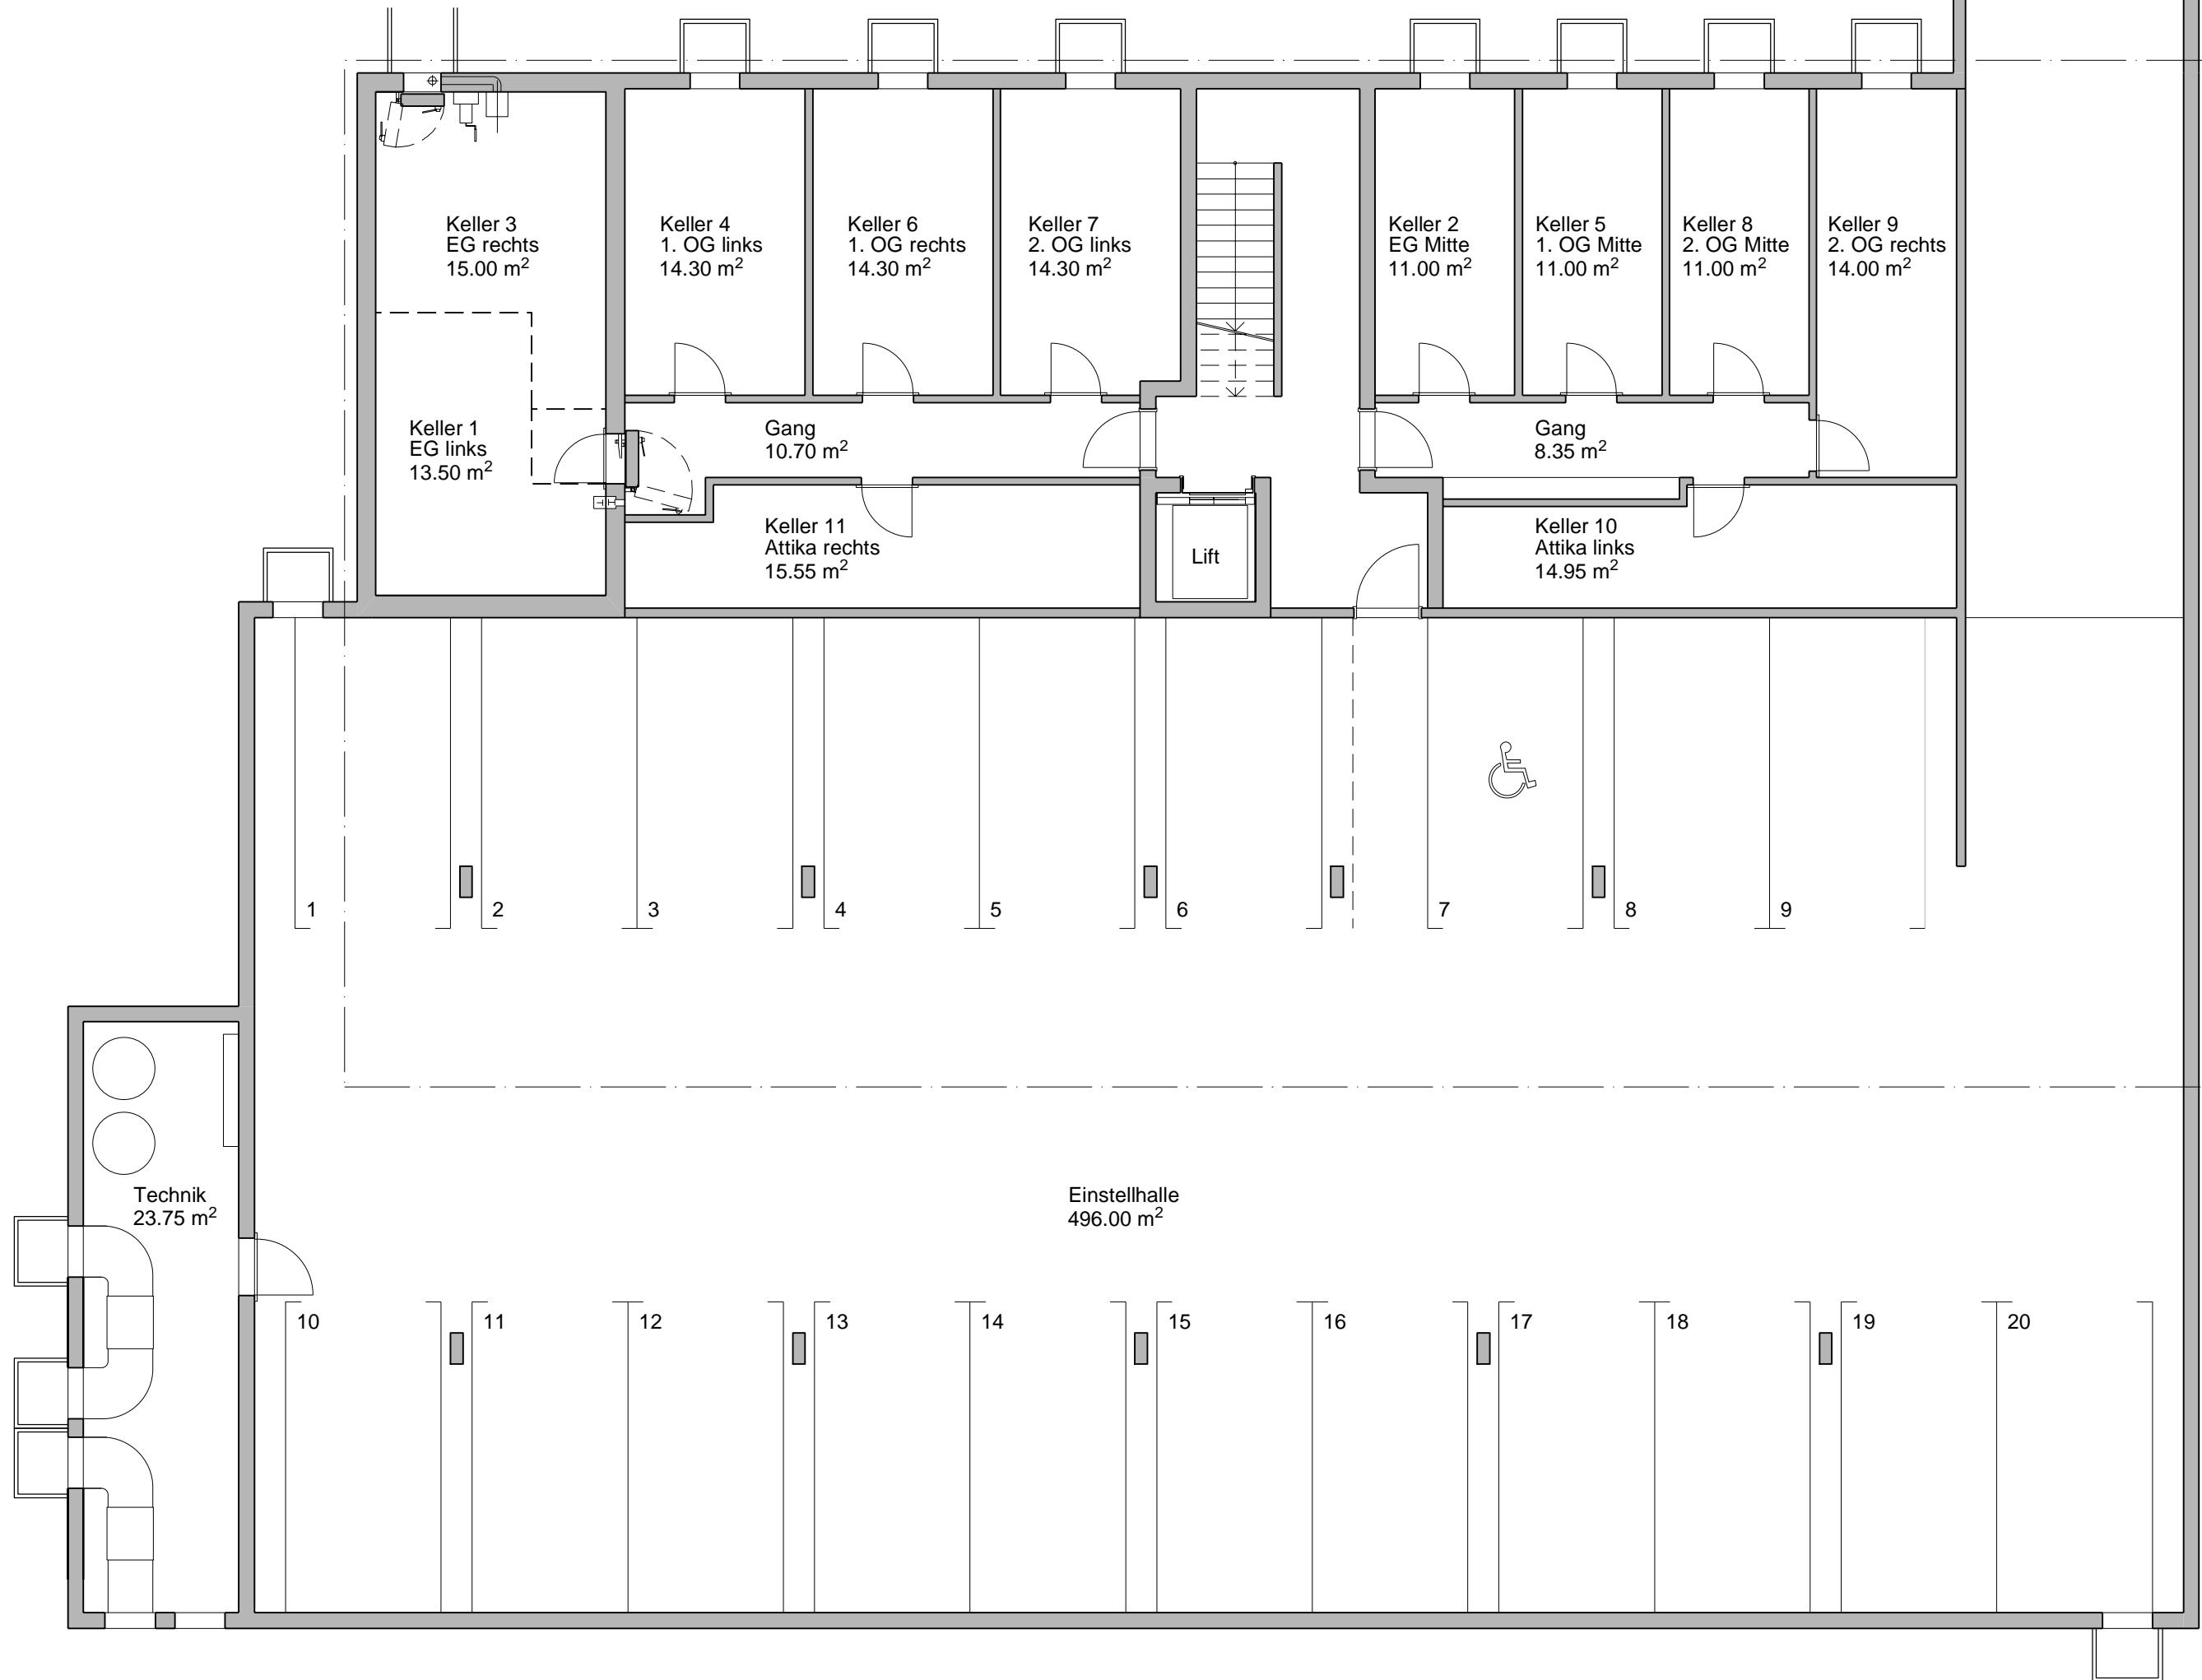 Keller 3
EG rechts
15.00 m²
Keller 4
1. OG links
14.30 m²
Keller 6
1. OG rechts
14.30 m²
Keller 7
2. OG links
14.30 m²
Keller 2
EG Mitte
11.00 m²
Keller 5
1. OG Mitte
11.00 m²
Keller 8
2. OG Mitte
11.00 m²
Keller 9
2. OG rechts
14.00 m²
Keller 1
EG links
13.50 m²
Gang
10.70 m²
Gang
8.35 m²
Keller 11
Attika rechts
15.55 m²
Lift
Keller 10
Attika links
14.95 m²
1
2
3
4
5
6
7
8
9
Technik
23.75 m²
Einstellhalle
496.00 m²
10
11
12
13
14
15
16
17
18
19
20